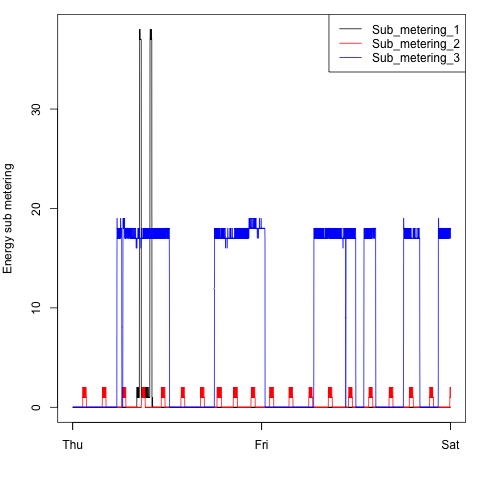 Sub_metering_1
Sub_metering_2
Sub_metering_3
Energy sub metering
30
20
10
0
Thu Fri Sat